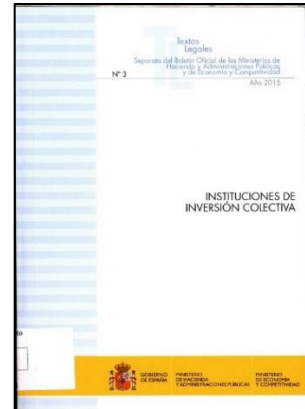 Textos
Legales
Separata del Boletín Oficial de los Ministerios de
Hacienda y Administraciones Públicas
y de Economía y Competitividad
Nº 3
Año 2015
INSTITUCIONES DE
INVERSIÓN COLECTIVA
GOBIERNO
DE ESPAÑA
MINISTERIO
DE HACIENDA
Y ADMINISTRACIONES PÚBLICAS
MINISTERIO
DE ECONOMÍA
Y COMPETITIVIDAD